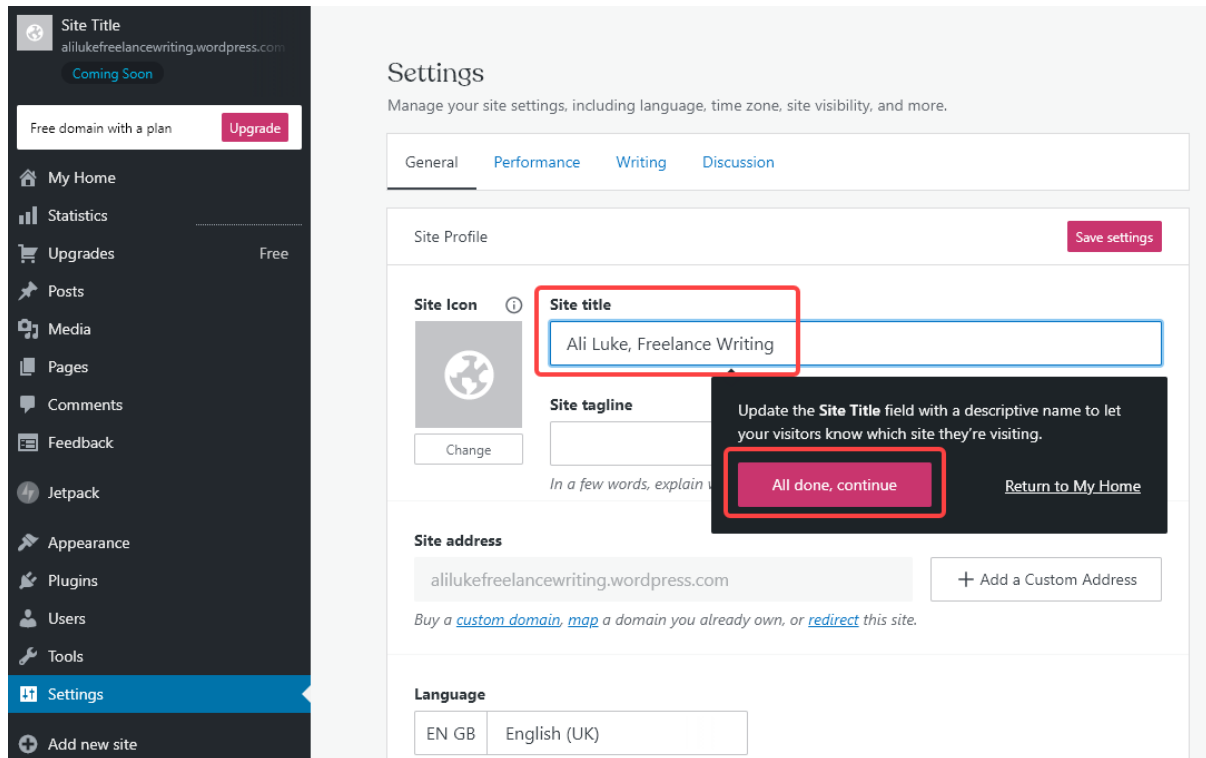 Site Title
alilukefreelancewriting.wordpress.com
Coming Soon
Free domain with a plan
Upgrade
My Home
Statistics
Upgrades
Free
Posts
Media
Pages
Comments
Feedback
Jetpack
Appearance
Plugins
Users
Tools
Settings
Add new site
Settings
Manage your site settings, including language, time zone, site visibility, and more.
General Performance Writing Discussion
Site Profile
Save settings
Site Icon
Change
Site title
Ali Luke, Freelance Writing
Site tagline
In a few words, explain
Update the Site Title field with a descriptive name to let
your visitors know which site they're visiting.
All done, continue
Return to My Home
Site address
alilukefreelancewriting.wordpress.com
+ Add a Custom Address
Buy a custom domain, map a domain you already own, or redirect this site.
Language
EN GB English (UK)